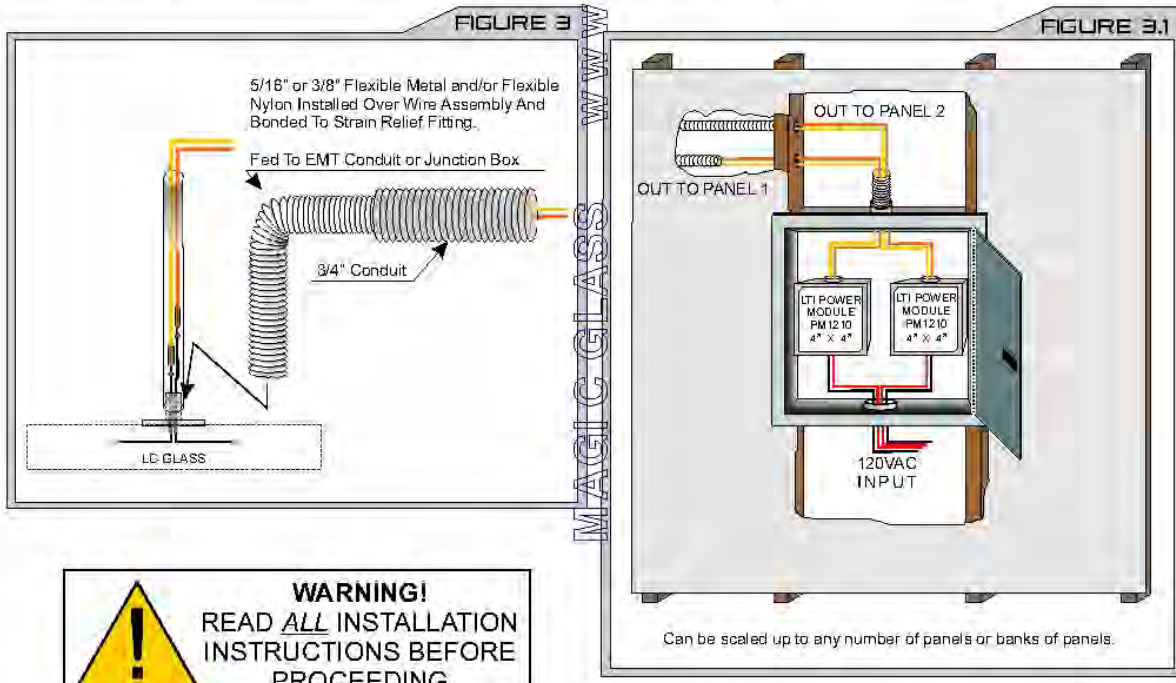 FIGURE 3
5/16" or 3/8" Flexible Metal and/or Flexible
Nylon Installed Over Wire Assembly And
Bonded To Strain Relief Fitting.
Fed To EMT Conduit or Junction Box
3/4" Conduit
LC GLASS
MAGIC GLASS WWW
FIGURE 3.1
OUT TO PANEL 2
OUT TO PANEL 1
LTI POWER
MODULE
PM1210
4" X 4"
LTI POWER
MODULE
PM1210
4" X 4"
120VAC
INPUT
Can be scaled up to any number of panels or banks of panels.
WARNING!
READ ALL INSTALLATION
INSTRUCTIONS BEFORE
PROCEEDING